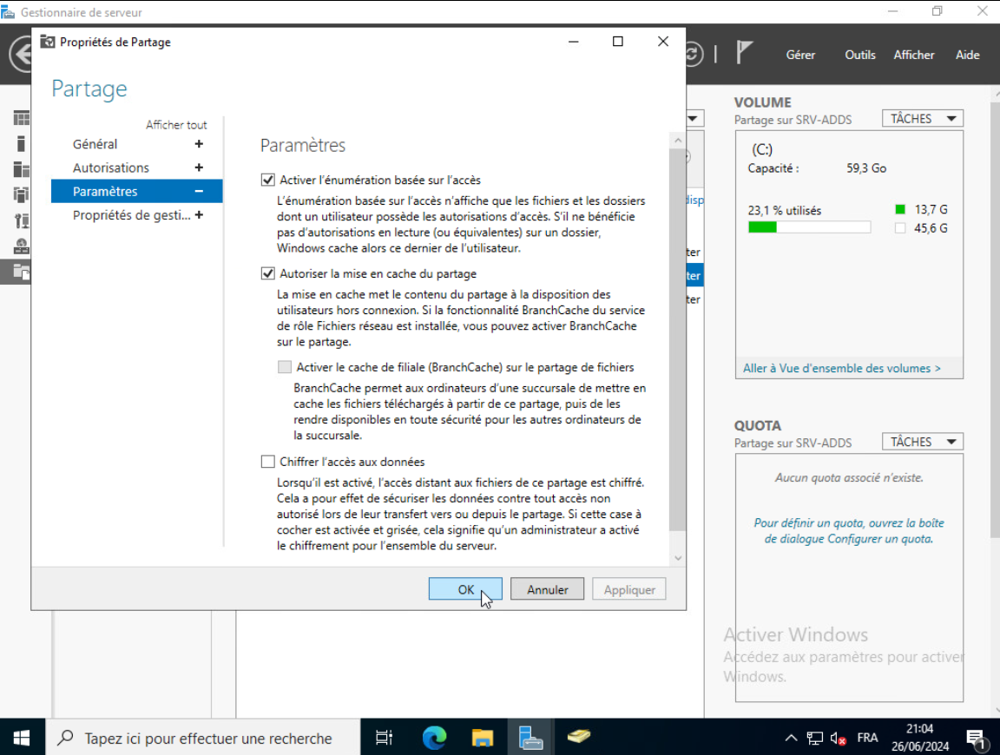 Gestionnaire de serveur
Propriétés de Partage
Gérer
Outils
Afficher
Aide
Partage
Afficher tout
Général +
Autorisations +
Paramètres −
Propriétés de gesti... +
Paramètres
Activer l'énumération basée sur l'accès
L'énumération basée sur l'accès n'affiche que les fichiers et les dossiers
dont un utilisateur possède les autorisations d'accès. S'il ne bénéficie
pas d'autorisations en lecture (ou équivalentes) sur un dossier,
Windows cache alors ce dernier de l'utilisateur.
Autoriser la mise en cache du partage
La mise en cache met le contenu du partage à la disposition des
utilisateurs hors connexion. Si la fonctionnalité BranchCache du service
de rôle Fichiers réseau est installée, vous pouvez activer BranchCache
sur le partage.
Activer le cache de filiale (BranchCache) sur le partage de fichiers
BranchCache permet aux ordinateurs d'une succursale de mettre en
cache les fichiers téléchargés à partir de ce partage, puis de les
rendre disponibles en toute sécurité pour les autres ordinateurs de
la succursale.
Chiffrer l'accès aux données
Lorsqu'il est activé, l'accès distant aux fichiers de ce partage est chiffré.
Cela a pour effet de sécuriser les données contre tout accès non
autorisé lors de leur transfert vers ou depuis le partage. Si cette case à
cocher est activée et grisée, cela signifie qu'un administrateur a activé
le chiffrement pour l'ensemble du serveur.
OK
Annuler
Appliquer
disp
ter
ter
ter
VOLUME
Partage sur SRV-ADDS
TÂCHES
(C:)
Capacité : 59,3 Go
23,1 % utilisés
13,7 G
45,6 G
Aller à Vue d'ensemble des volumes >
QUOTA
Partage sur SRV-ADDS
TÂCHES
Aucun quota associé n'existe.
Pour définir un quota, ouvrez la boîte
de dialogue Configurer un quota.
Activer Windows
Accédez aux paramètres pour activer
Windows.
Tapez ici pour effectuer une recherche
FRA
21:04
26/06/2024
1